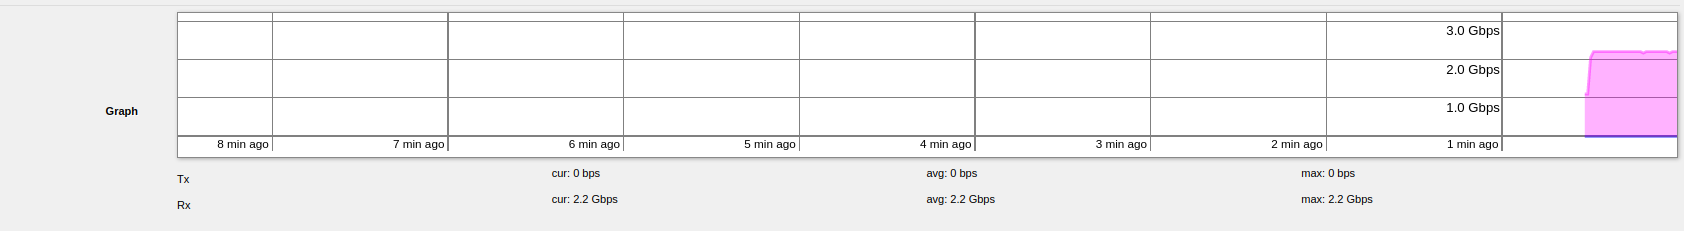 Graph
3.0 Gbps
2.0 Gbps
1.0 Gbps
8 min ago 7 min ago 6 min ago 5 min ago 4 min ago 3 min ago 2 min ago 1 min ago
Tx cur: 0 bps avg: 0 bps max: 0 bps
Rx cur: 2.2 Gbps avg: 2.2 Gbps max: 2.2 Gbps